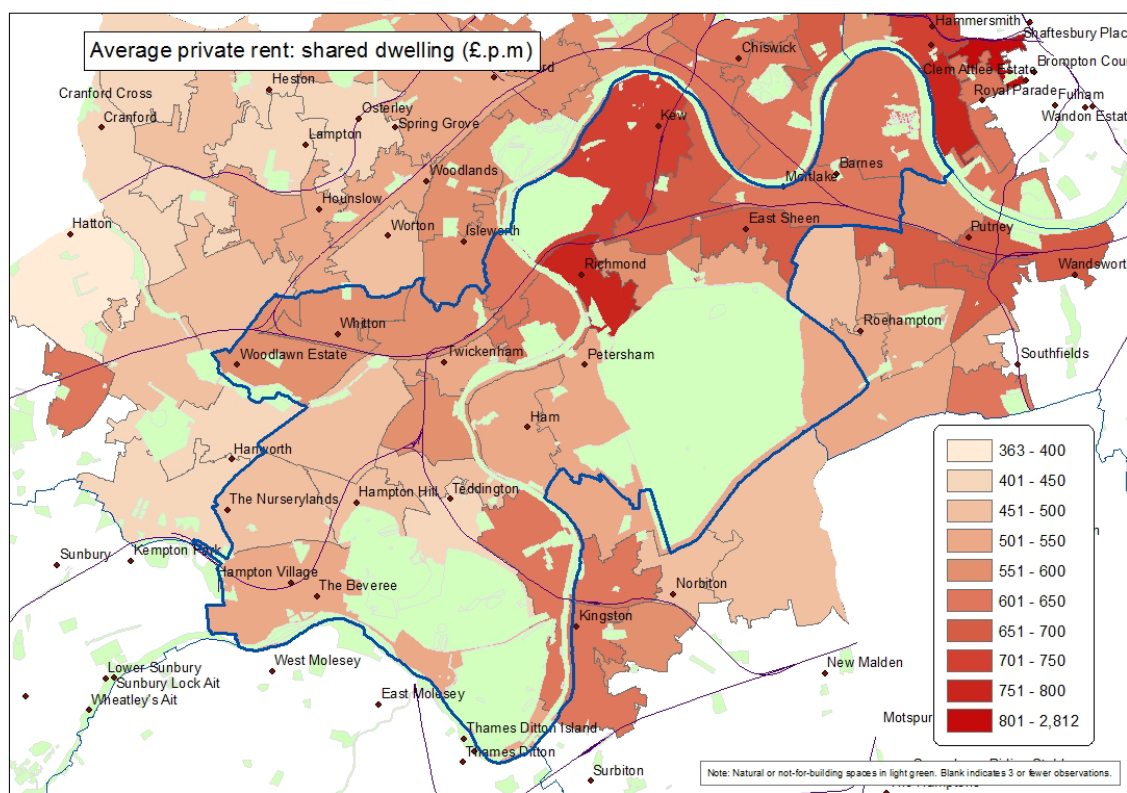 Average private rent: shared dwelling (£.p.m)
Hammersmith
Shaftesbury Plac
Chiswick
Brompton Cour
Clem Attlee Estate
Heston
Royal Parade
Fulham
Wandon Estat
Cranford Cross
Osterley
Cranford
Spring Grove
Kew
Lampton
Barnes
Mortlake
Woodlands
Hounslow
East Sheen
Hatton
Worton
Isleworth
Putney
Richmond
Wandswort
Whitton
Roehampton
Woodlawn Estate
Twickenham
Petersham
Southfields
Ham
Hanworth
The Nurserylands
Hampton Hill
Teddington
Sunbury
Kempton Park
Hampton Village
The Beveree
Norbiton
Kingston
Lower Sunbury
Sunbury Lock Ait
Wheatley's Ait
West Molesey
East Molesey
New Malden
Motspur
Thames Ditton Island
Thames Ditton
Surbiton
363 - 400
401 - 450
451 - 500
501 - 550
551 - 600
601 - 650
651 - 700
701 - 750
751 - 800
801 - 2,812
Note: Natural or not-for-building spaces in light green. Blank indicates 3 or fewer observations.